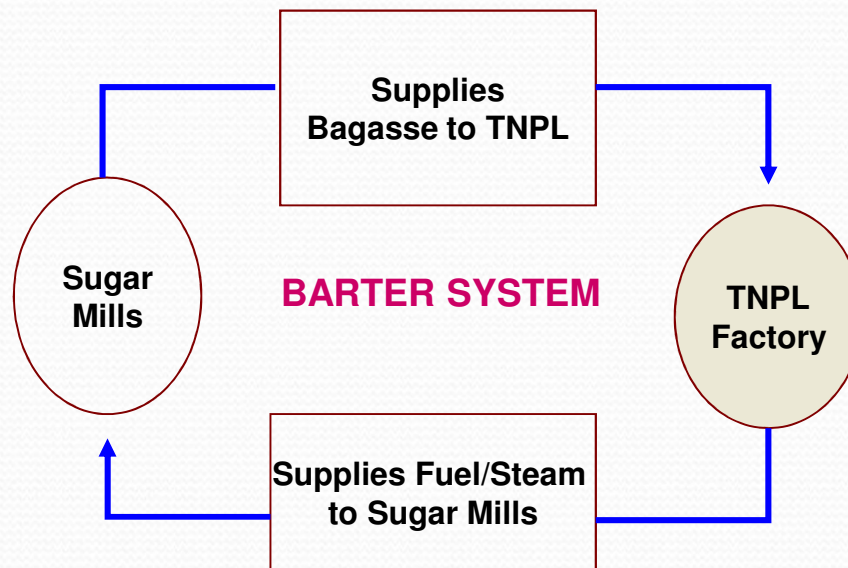 Supplies
Bagasse to TNPL
Sugar
Mills
BARTER SYSTEM
TNPL
Factory
Supplies Fuel/Steam
to Sugar Mills